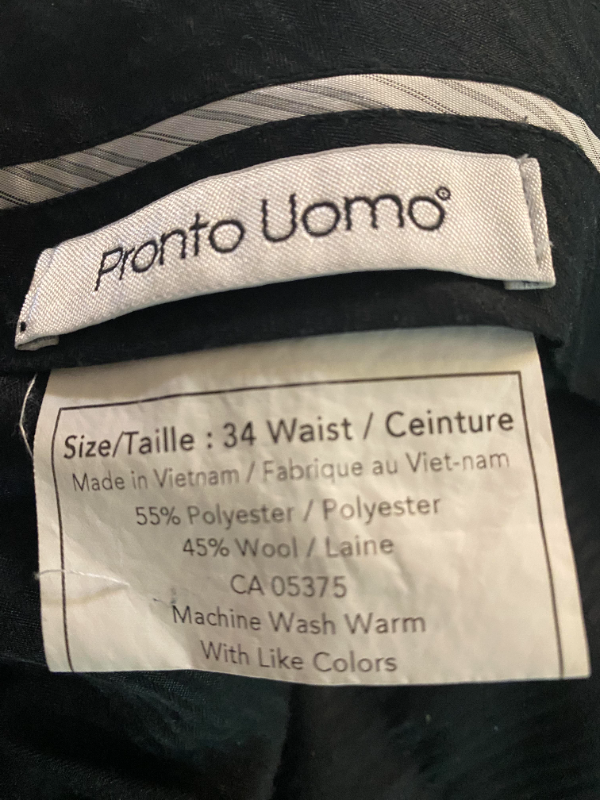 Pronto Uomo®
Size/Taille : 34 Waist / Ceinture
Made in Vietnam / Fabrique au Viet-nam
55% Polyester / Polyester
45% Wool / Laine
CA 05375
Machine Wash Warm
With Like Colors